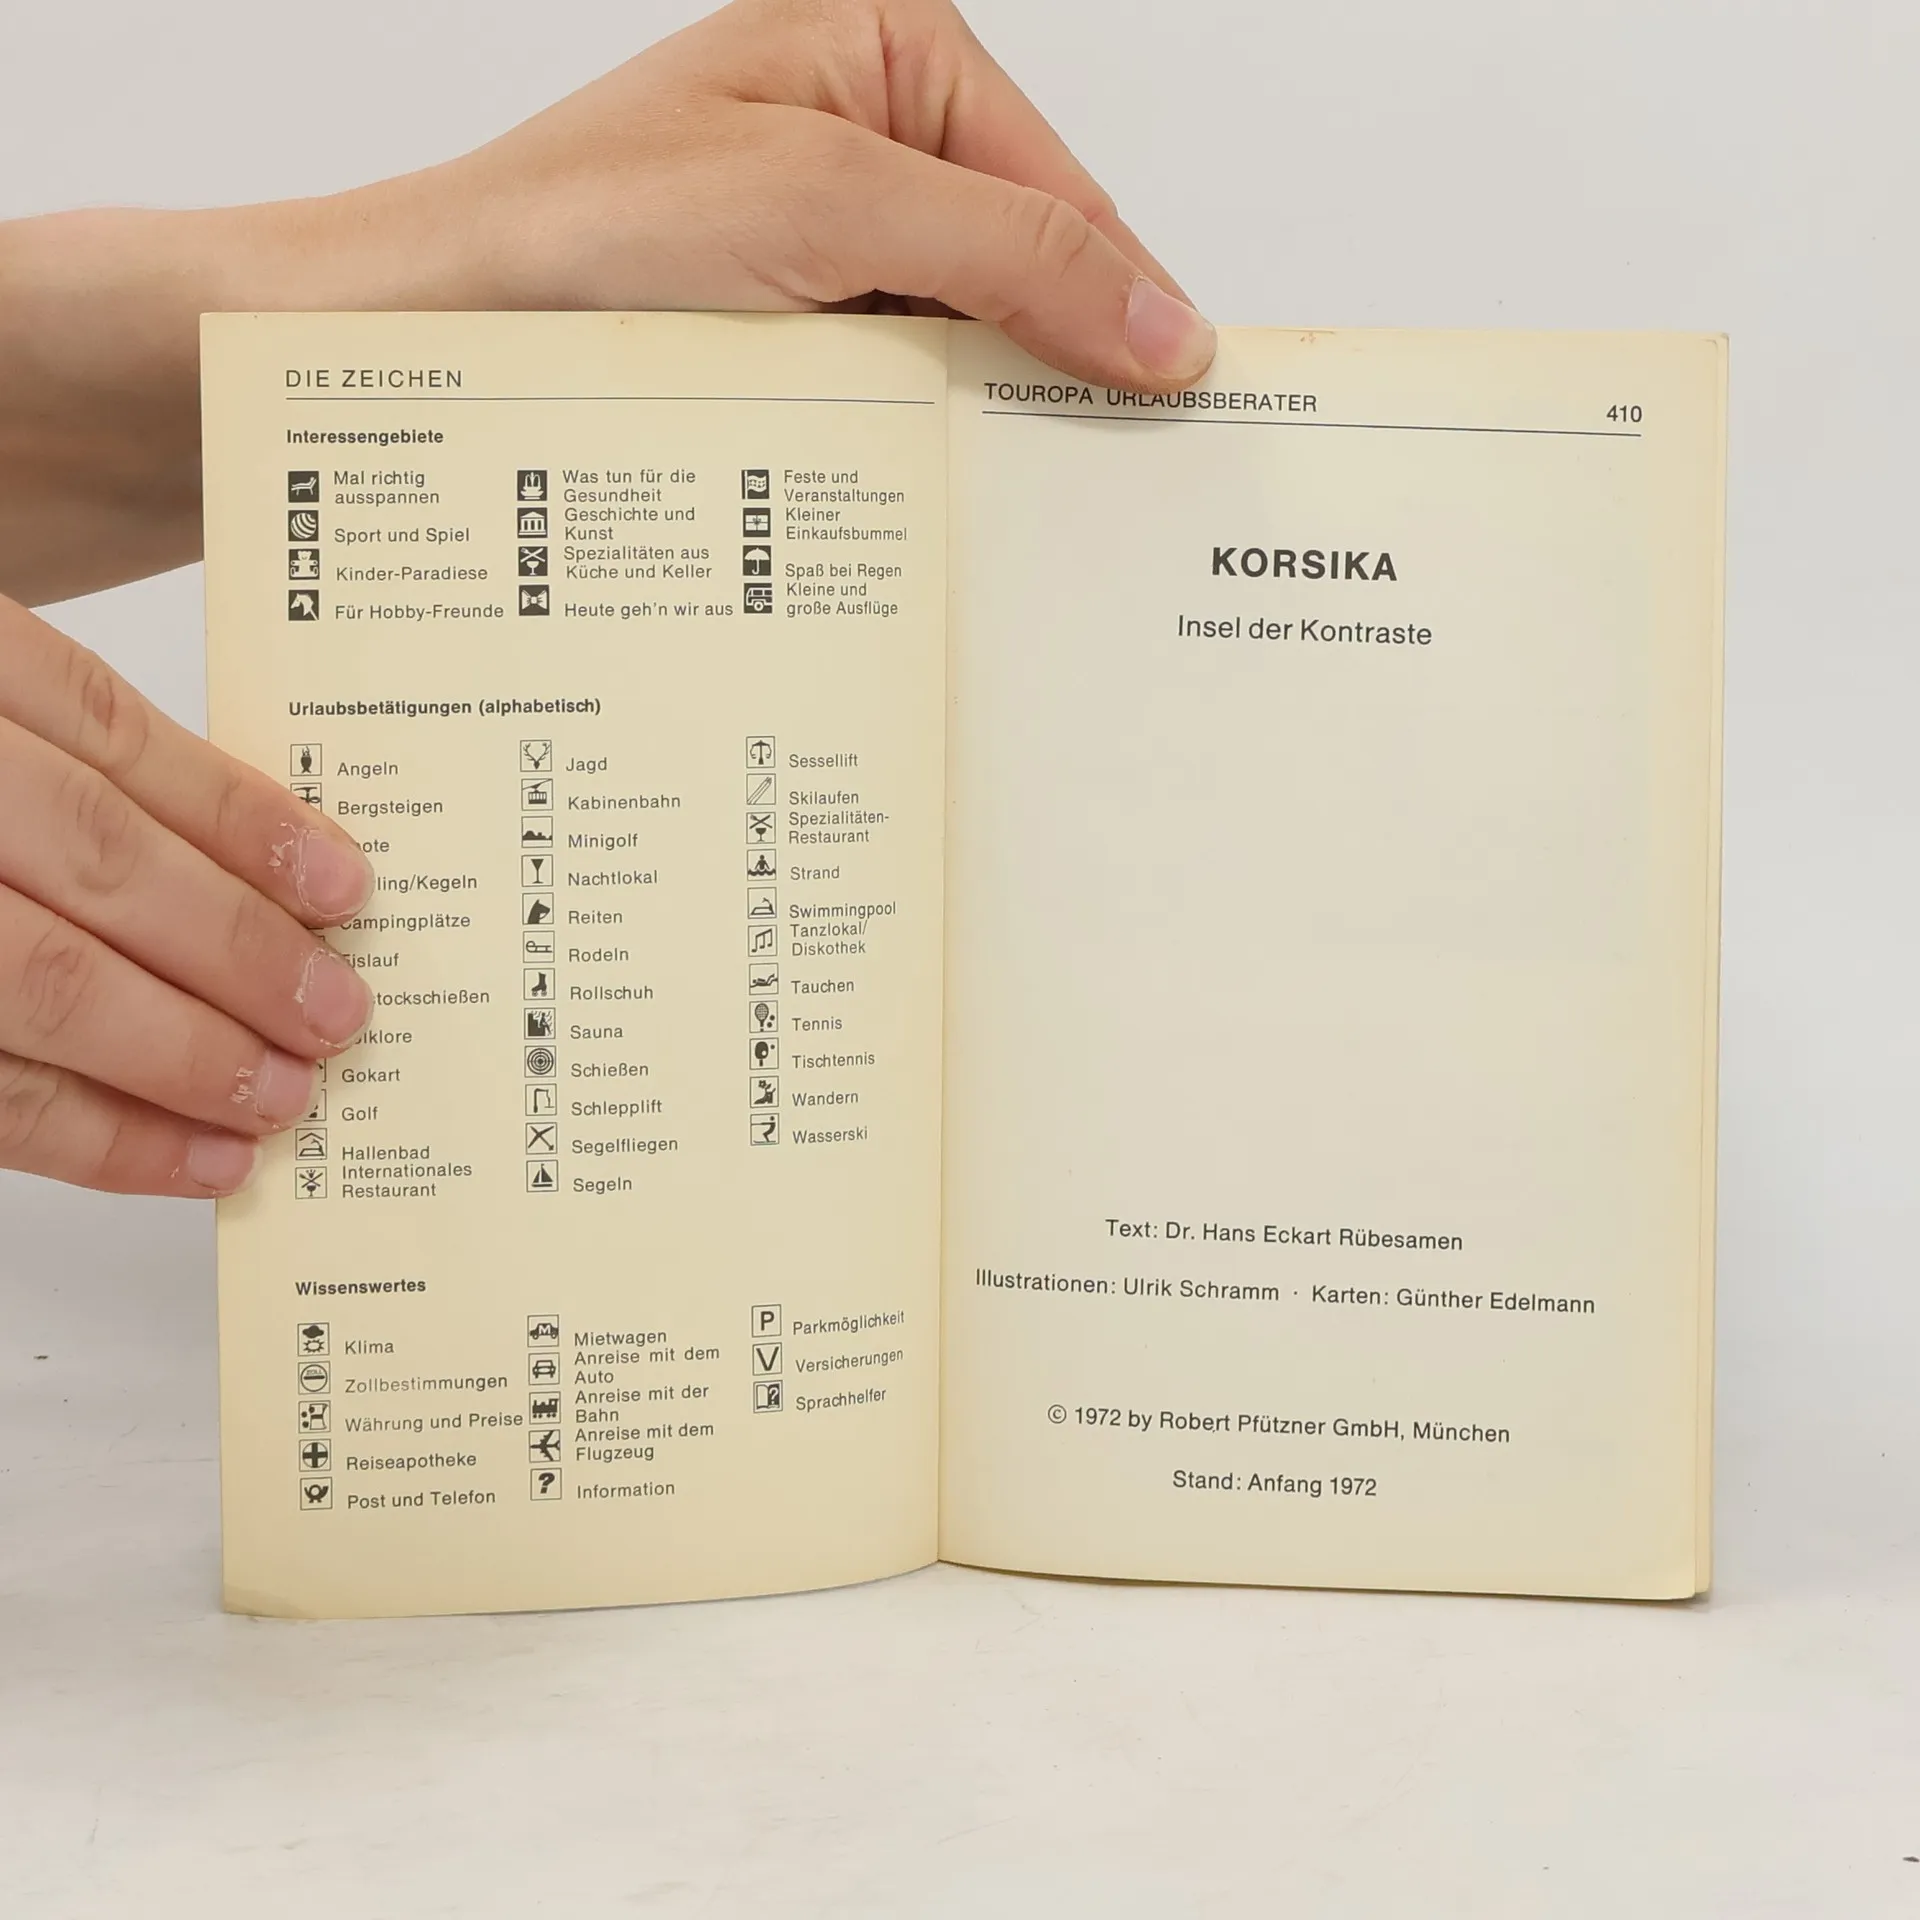 DIE ZEICHEN
Interessengebiete
Mal richtig
ausspannen
Sport und Spiel
Kinder-Paradiese
Für Hobby-Freunde
Was tun für die
Gesundheit
Geschichte und
Kunst
Spezialitäten aus
Küche und Keller
Heute geh'n wir aus
Feste und
Veranstaltungen
Kleiner
Einkaufsbummel
Spaß bei Regen
Kleine und
große Ausflüge
Urlaubsbetätigungen (alphabetisch)
Angeln
Bergsteigen
ling/Kegeln
Campingplätze
Eislauf
stockschießen
Gokart
Golf
Hallenbad
Internationales
Restaurant
Jagd
Kabinenbahn
Minigolf
Nachtlokal
Reiten
Rodeln
Rollschuh
Sauna
Schießen
Schlepplift
Segelfliegen
Segeln
Sessellift
Skilaufen
Spezialitäten-
Restaurant
Strand
Swimmingpool
Tanzlokal/
Diskothek
Tauchen
Tennis
Tischtennis
Wandern
Wasserski
Wissenswertes
Klima
ZOLL
Zollbestimmungen
Währung und Preise
Reiseapotheke
Post und Telefon
M
Mietwagen
Anreise mit dem
Auto
Anreise mit der
Bahn
Anreise mit dem
Flugzeug
? Information
P Parkmöglichkeit
V Versicherungen
? Sprachhelfer
TOUROPA URLAUBSBERATER 410
KORSIKA
Insel der Kontraste
Text: Dr. Hans Eckart Rübesamen
Illustrationen: Ulrik Schramm · Karten: Günther Edelmann
© 1972 by Robert Pfützner GmbH, München
Stand: Anfang 1972